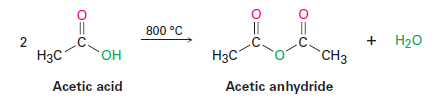 O O O
2 C 800 °C C C + H₂O
H₃C OH H₃C O CH₃
Acetic acid Acetic anhydride